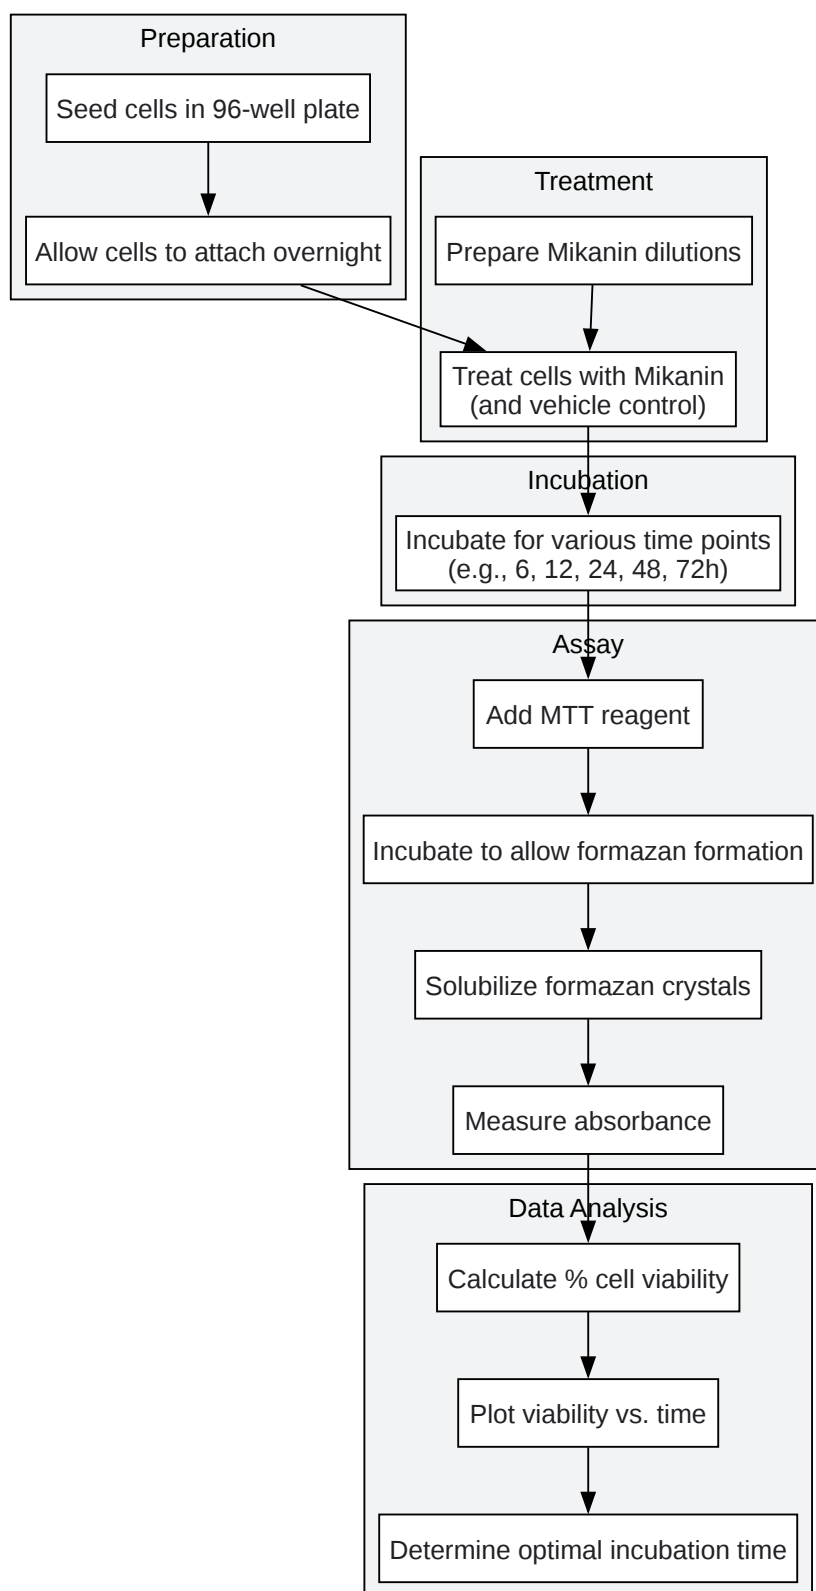 Preparation
Seed cells in 96-well plate
Allow cells to attach overnight
Treatment
Prepare Mikanin dilutions
Treat cells with Mikanin
(and vehicle control)
Incubation
Incubate for various time points
(e.g., 6, 12, 24, 48, 72h)
Assay
Add MTT reagent
Incubate to allow formazan formation
Solubilize formazan crystals
Measure absorbance
Data Analysis
Calculate % cell viability
Plot viability vs. time
Determine optimal incubation time